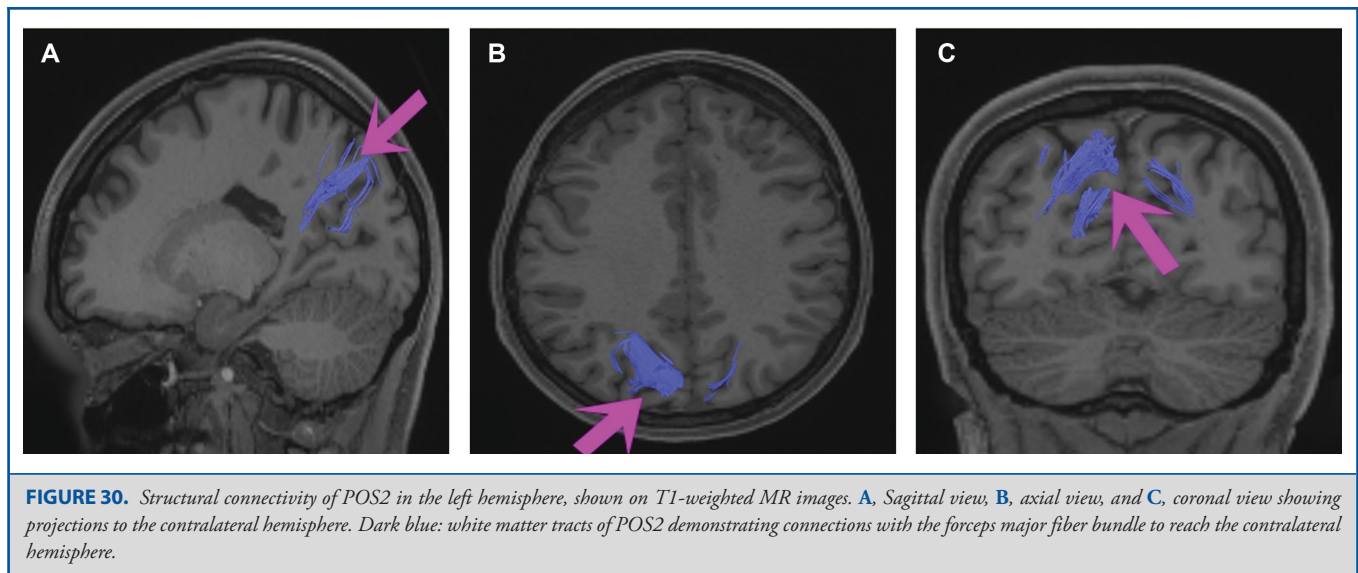 A
B
C
FIGURE 30. Structural connectivity of POS2 in the left hemisphere, shown on T1-weighted MR images. A, Sagittal view, B, axial view, and C, coronal view showing
projections to the contralateral hemisphere. Dark blue: white matter tracts of POS2 demonstrating connections with the forceps major fiber bundle to reach the contralateral
hemisphere.